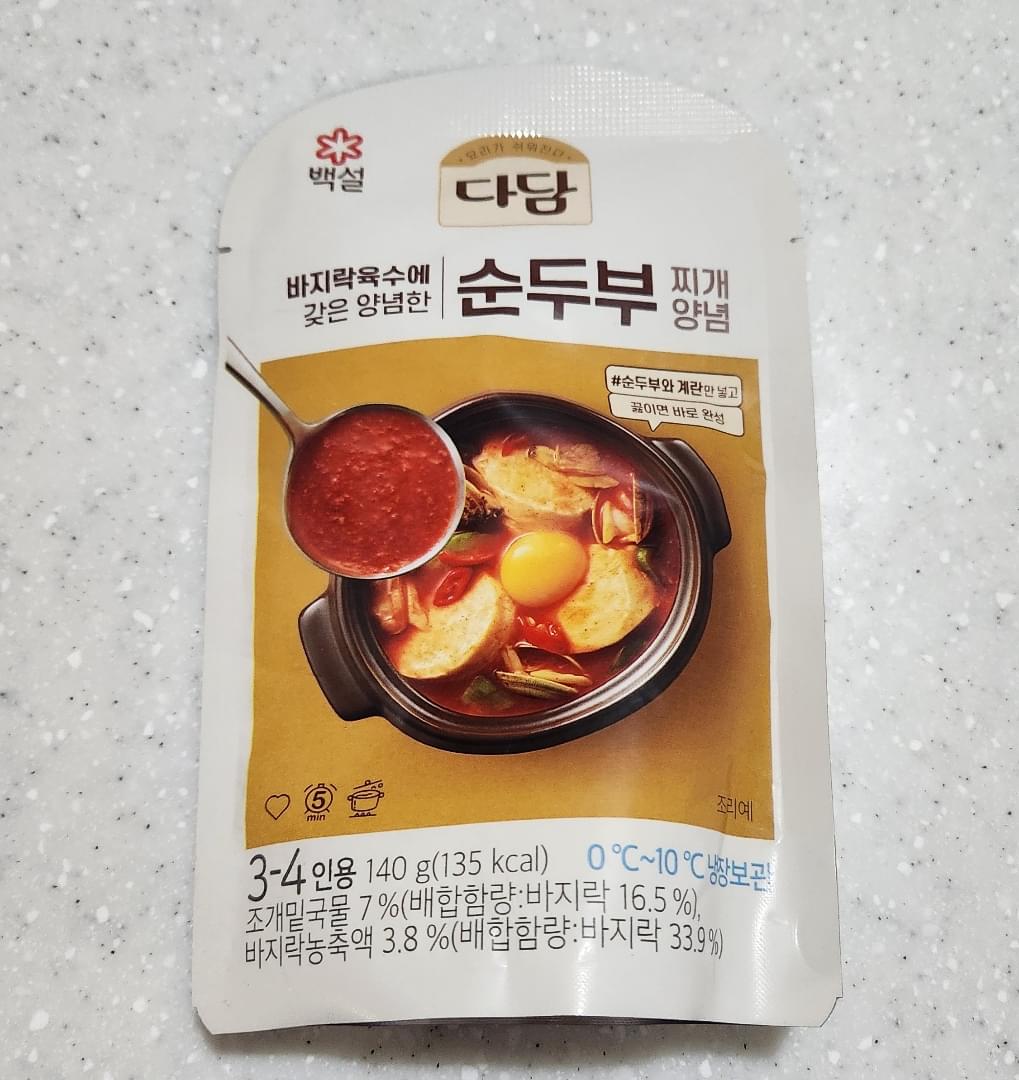 백설
요리가 쉬워진다
다담
바지락육수에
갖은 양념한
순두부
찌개
양념
#순두부와 계란만 넣고
끓이면 바로 완성
5
min
조리예
3-4인용 140 g(135 kcal)
0 ℃~10 ℃ 냉장보관
조개밑국물 7 %(배합함량:바지락 16.5 %),
바지락농축액 3.8 %(배합함량:바지락 33.9 %)